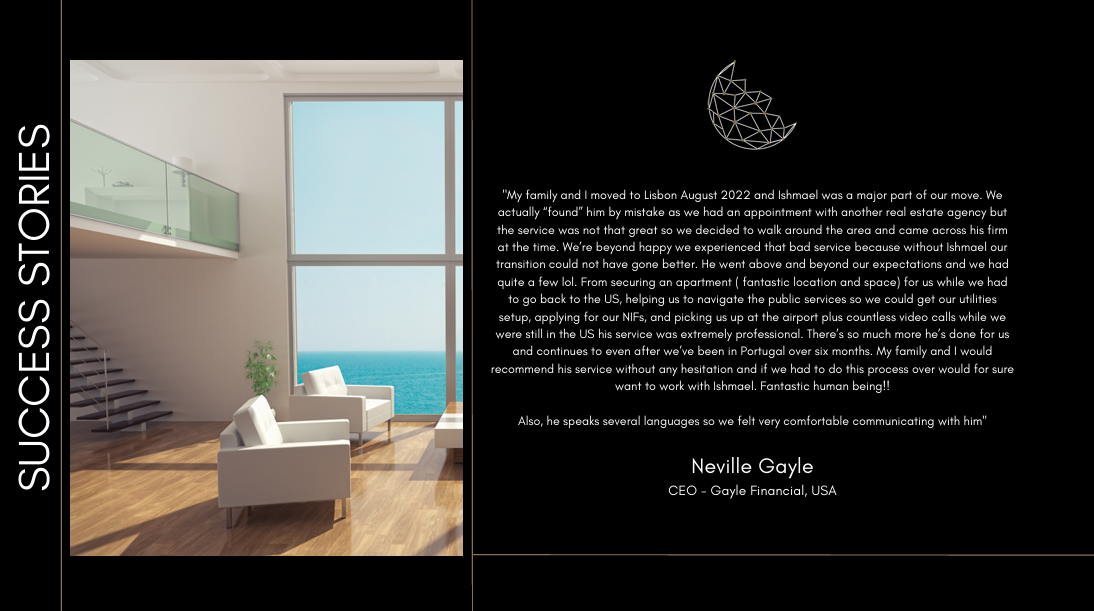 SUCCESS STORIES
"My family and I moved to Lisbon August 2022 and Ishmael was a major part of our move. We
actually “found” him by mistake as we had an appointment with another real estate agency but
the service was not that great so we decided to walk around the area and came across his firm
at the time. We’re beyond happy we experienced that bad service because without Ishmael our
transition could not have gone better. He went above and beyond our expectations and we had
quite a few lol. From securing an apartment ( fantastic location and space) for us while we had
to go back to the US, helping us to navigate the public services so we could get our utilities
setup, applying for our NIFs, and picking us up at the airport plus countless video calls while we
were still in the US his service was extremely professional. There’s so much more he’s done for us
and continues to even after we’ve been in Portugal over six months. My family and I would
recommend his service without any hesitation and if we had to do this process over would for sure
want to work with Ishmael. Fantastic human being!!
Also, he speaks several languages so we felt very comfortable communicating with him"
Neville Gayle
CEO - Gayle Financial, USA